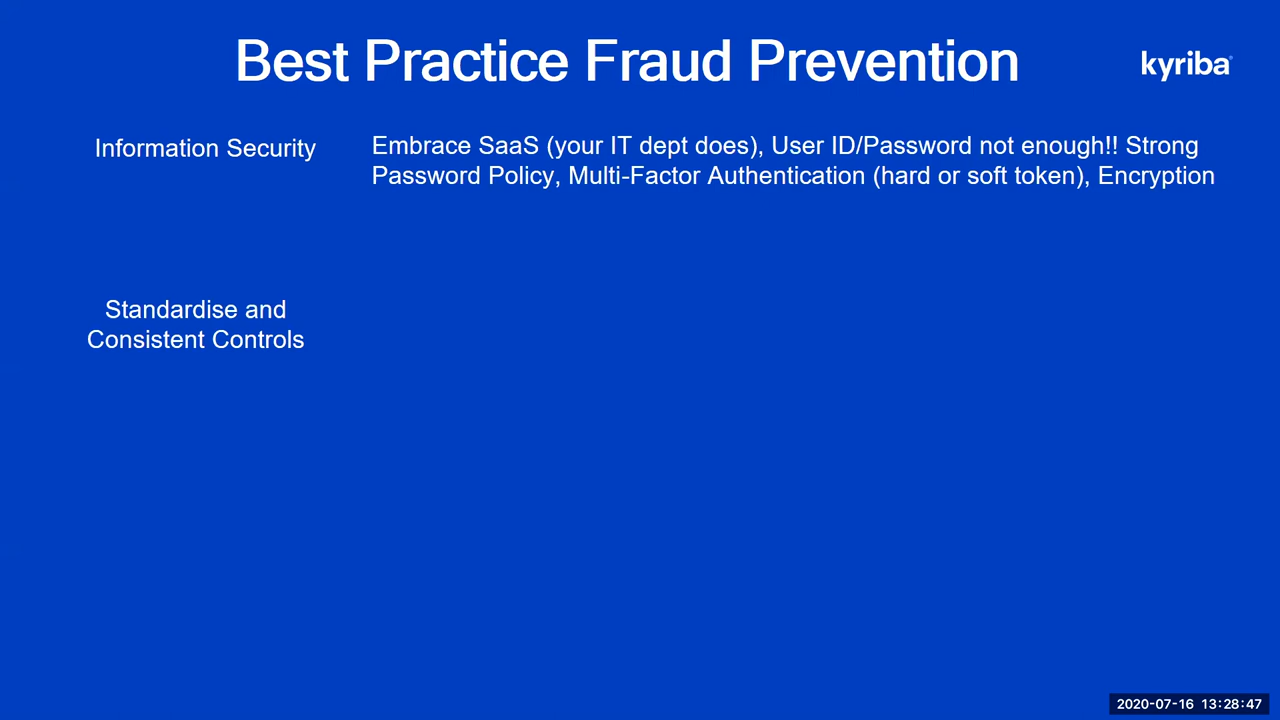 Best Practice Fraud Prevention
kyriba
Information Security
Embrace SaaS (your IT dept does), User ID/Password not enough!! Strong
Password Policy, Multi-Factor Authentication (hard or soft token), Encryption
Standardise and
Consistent Controls
2020-07-16 13:28:47